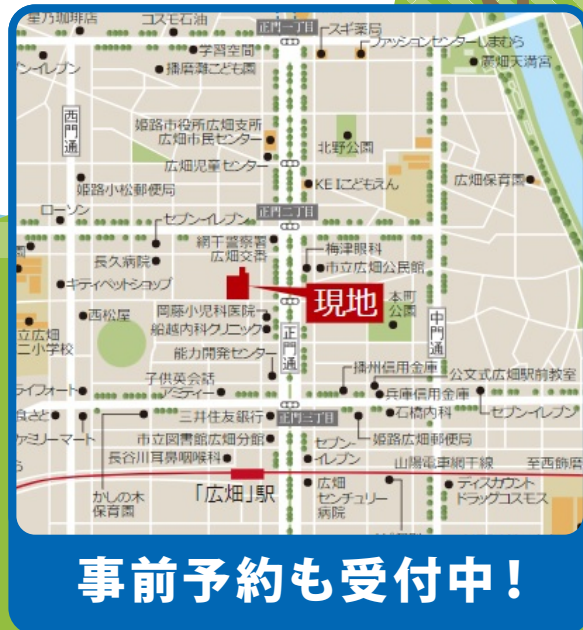 星乃珈琲店
コスモ石油
正門一丁目
スギ薬局
学習空間
ファッションセンターしまむら
ブン-イレブン
播磨灘こども園
廣畑天満宮
西門通
姫路市役所広畑支所
広畑市民センター
北野公園
広畑児童センター
姫路小松郵便局
KEIこどもえん
広畑保育園
ローソン
セブン-イレブン
正門二丁目
園
長久病院
網干警察署
広畑交番
梅津眼科
市立広畑公民館
キティペットショップ
現地
本町
公園
中門通
西松屋
岡藤小児科医院
船越内科クリニック
正門通
立広畑
二小学校
能力開発センター
播州信用金庫
公文式広畑駅前教室
ライフォート
子供英会話
アミティー
兵庫信用金庫
食さと
三井住友銀行
正門三丁目
石橋内科
セブン-イレブン
ァミリーマート
市立図書館広畑分館
セブン-
イレブン
姫路広畑郵便局
ら
長谷川耳鼻咽喉科
山陽電車網干線
至西飾磨
かしの木
保育園
「広畑」駅
広畑
センチュリー
病院
ディスカウント
ドラッグコスモス
事前予約も受付中！